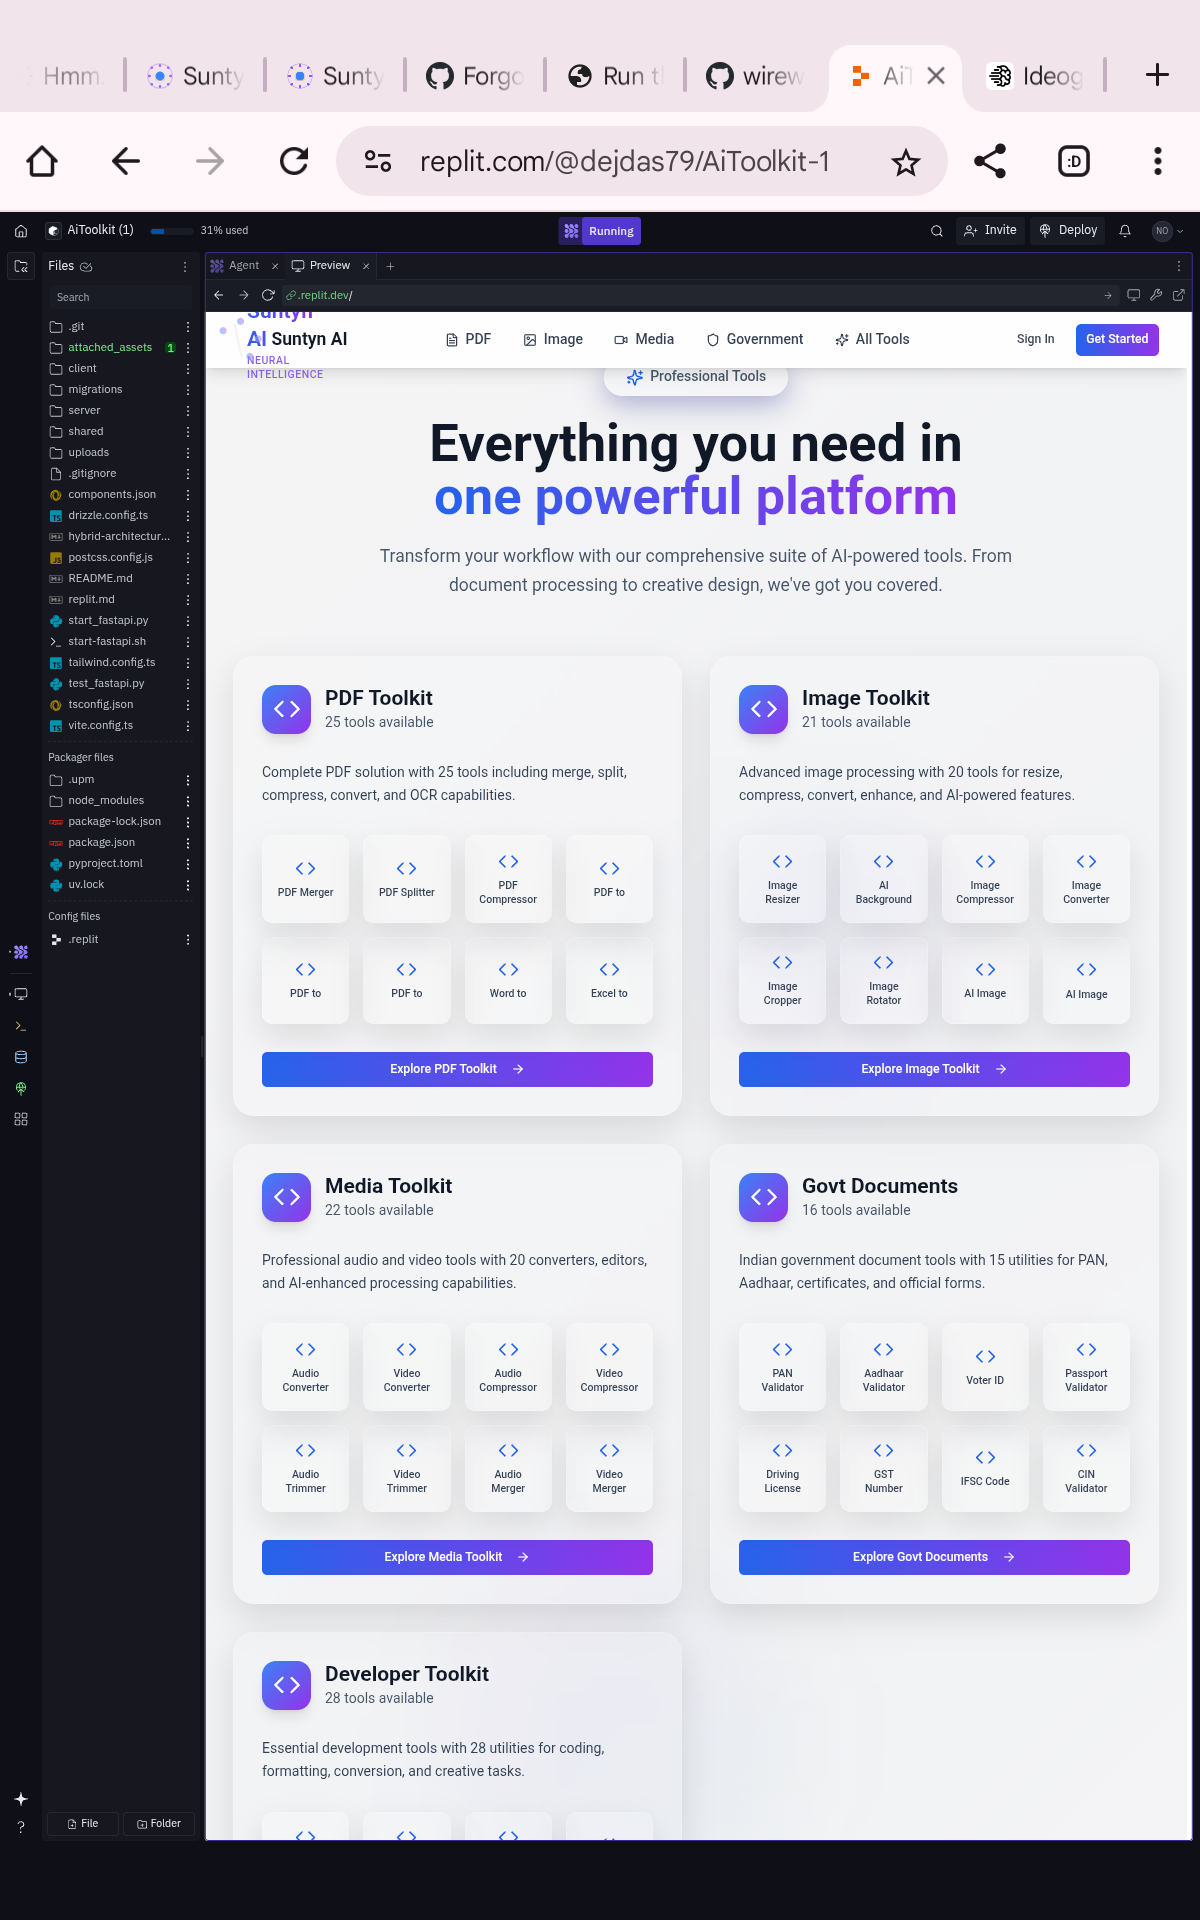 Hmm.
Sunty
Sunty
Forgo
Run t
wirew
AiT
Ideog
replit.com/@dejdas79/AiToolkit-1
:D
AiToolkit (1)
31% used
Running
Invite
Deploy
NO
Files
Agent
Preview
Search
.replit.dev/
.git
attached_assets 1
client
migrations
server
shared
uploads
.gitignore
components.json
drizzle.config.ts
hybrid-architectur...
postcss.config.js
README.md
replit.md
start_fastapi.py
start-fastapi.sh
tailwind.config.ts
test_fastapi.py
tsconfig.json
vite.config.ts
Packager files
.upm
node_modules
package-lock.json
package.json
pyproject.toml
uv.lock
Config files
.replit
File
Folder
Suntyn
AI Suntyn AI
NEURAL
INTELLIGENCE
PDF
Image
Media
Government
All Tools
Sign In
Get Started
Professional Tools
Everything you need in
one powerful platform
Transform your workflow with our comprehensive suite of AI-powered tools. From
document processing to creative design, we've got you covered.
PDF Toolkit
25 tools available
Complete PDF solution with 25 tools including merge, split,
compress, convert, and OCR capabilities.
PDF Merger
PDF Splitter
PDF
Compressor
PDF to
PDF to
PDF to
Word to
Excel to
Explore PDF Toolkit
Image Toolkit
21 tools available
Advanced image processing with 20 tools for resize,
compress, convert, enhance, and AI-powered features.
Image
Resizer
AI
Background
Image
Compressor
Image
Converter
Image
Cropper
Image
Rotator
AI Image
AI Image
Explore Image Toolkit
Media Toolkit
22 tools available
Professional audio and video tools with 20 converters, editors,
and AI-enhanced processing capabilities.
Audio
Converter
Video
Converter
Audio
Compressor
Video
Compressor
Audio
Trimmer
Video
Trimmer
Audio
Merger
Video
Merger
Explore Media Toolkit
Govt Documents
16 tools available
Indian government document tools with 15 utilities for PAN,
Aadhaar, certificates, and official forms.
PAN
Validator
Aadhaar
Validator
Voter ID
Passport
Validator
Driving
License
GST
Number
IFSC Code
CIN
Validator
Explore Govt Documents
Developer Toolkit
28 tools available
Essential development tools with 28 utilities for coding,
formatting, conversion, and creative tasks.